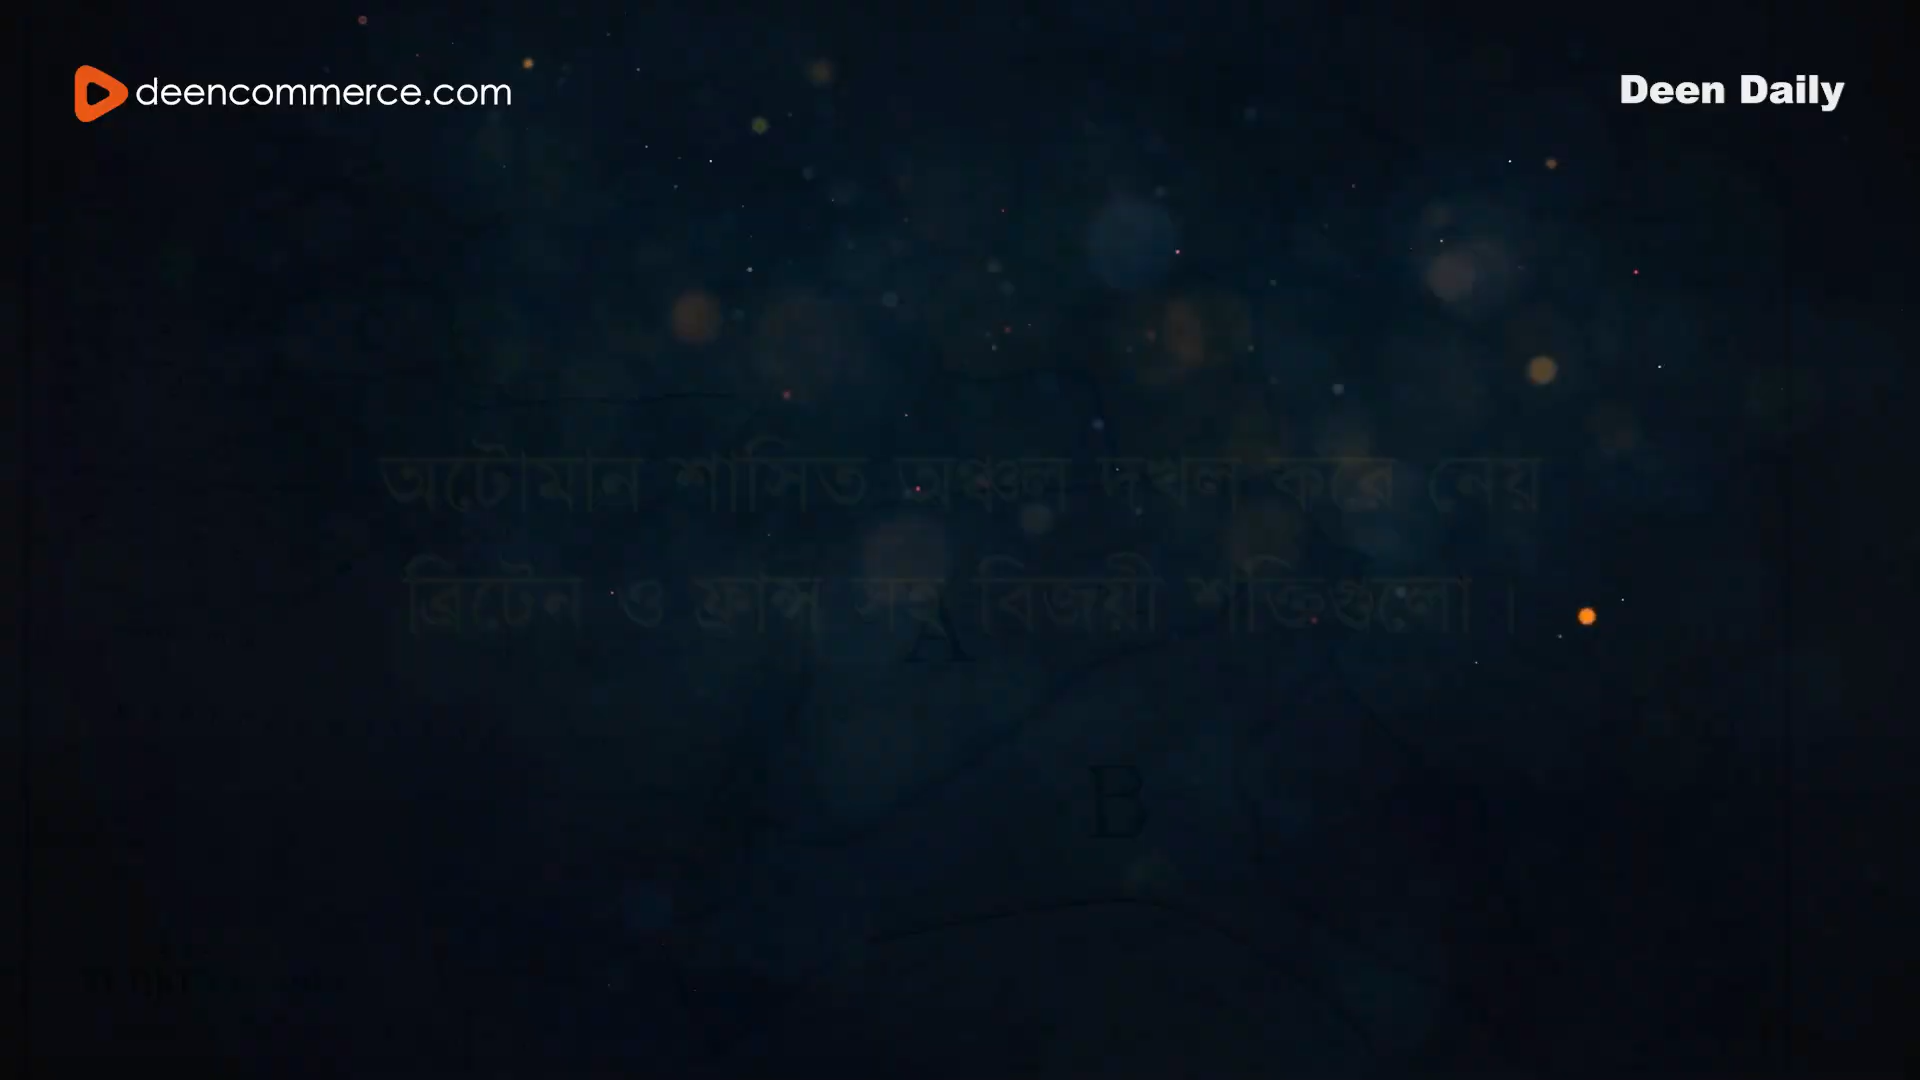 deencommerce.com
Deen Daily
অটোমান শাসিত অঞ্চল দখল করে নেয়
ব্রিটেন ও ফ্রান্স সহ বিজয়ী শক্তিগুলো।
A
B